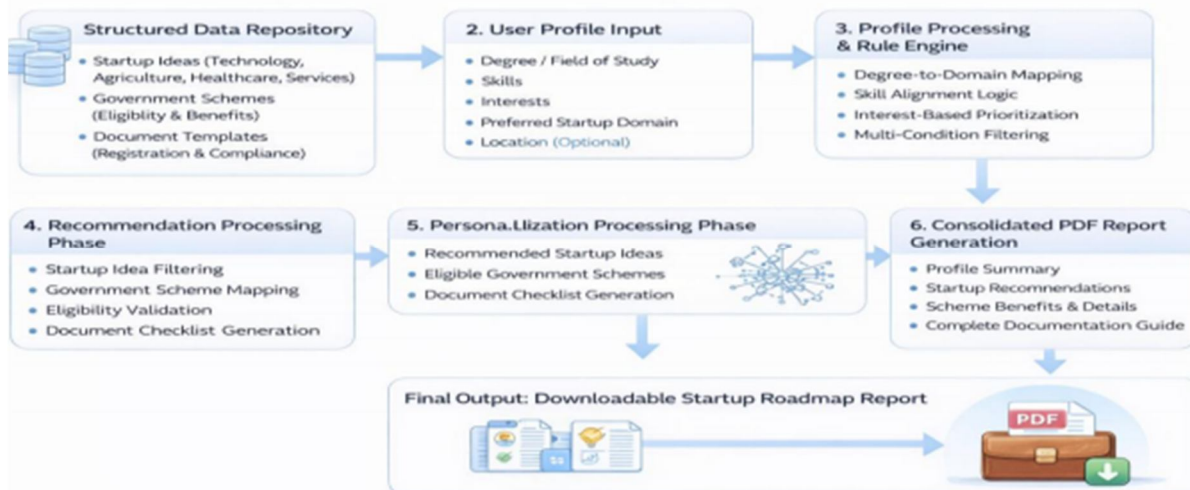 Structured Data Repository
• Startup Ideas (Technology,
Agriculture, Healthcare, Services)
• Government Schemes
(Eligiblity & Benefits)
• Document Templates
(Registration & Compliance)
2. User Profile Input
• Degree / Field of Study
• Skills
• Interests
• Preferred Startup Domain
• Location (Optional)
3. Profile Processing
& Rule Engine
• Degree-to-Domain Mapping
• Skill Alignment Logic
• Interest-Based Prioritization
• Multi-Condition Filtering
4. Recommendation Processing
Phase
• Startup Idea Filtering
• Government Scheme Mapping
• Eligibility Validation
• Document Checklist Generation
5. Persona.Llization Processing Phase
• Recommended Startup Ideas
• Eligible Government Schemes
• Document Checklist Generation
6. Consolidated PDF Report
Generation
• Profile Summary
• Startup Recornendations
• Scheme Benefits & Details
• Complete Documentation Guide
Final Output: Downloadable Startup Roadmap Report
PDF